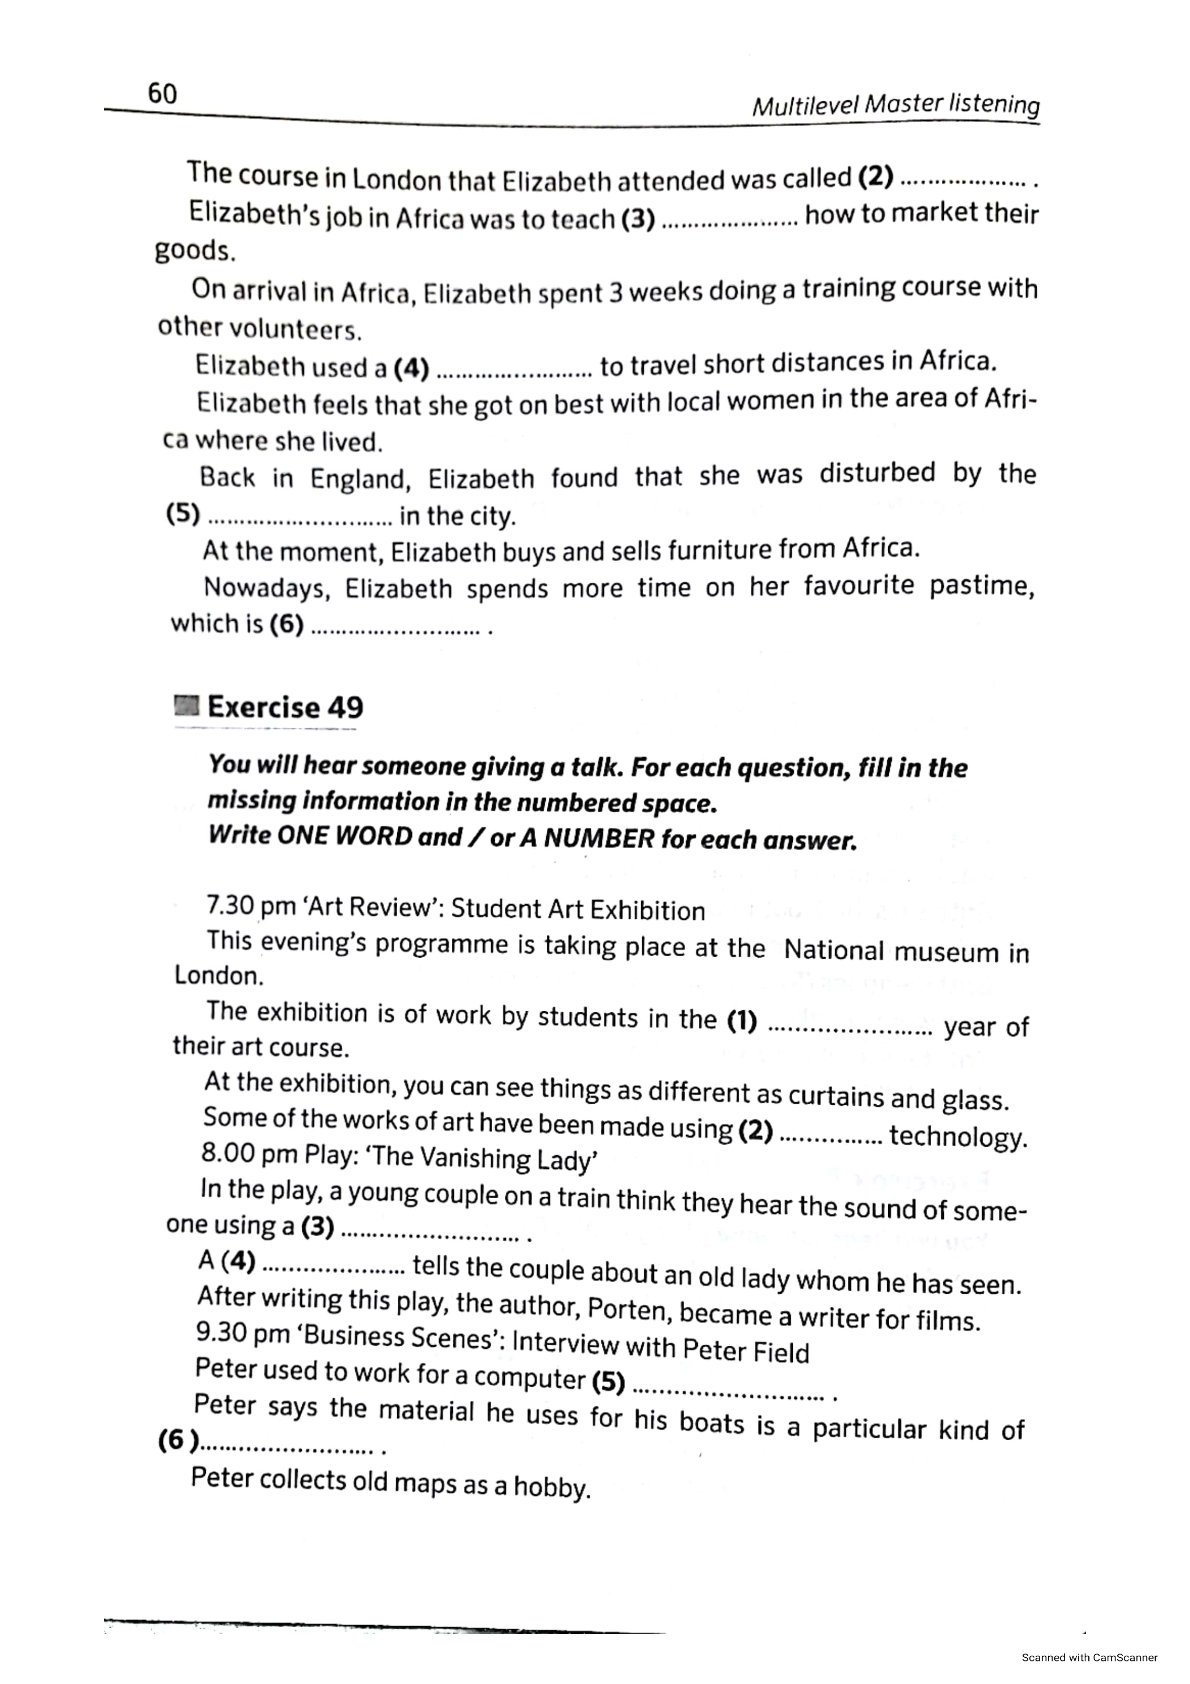 60
Multilevel Master listening
The course in London that Elizabeth attended was called (2) ................... .
Elizabeth's job in Africa was to teach (3) ..................... how to market their
goods.
On arrival in Africa, Elizabeth spent 3 weeks doing a training course with
other volunteers.
Elizabeth used a (4) ........................ to travel short distances in Africa.
Elizabeth feels that she got on best with local women in the area of Afri-
ca where she lived.
Back in England, Elizabeth found that she was disturbed by the
(5) ............................. in the city.
At the moment, Elizabeth buys and sells furniture from Africa.
Nowadays, Elizabeth spends more time on her favourite pastime,
which is (6) ........................... .
Exercise 49
You will hear someone giving a talk. For each question, fill in the
missing information in the numbered space.
Write ONE WORD and / or A NUMBER for each answer.
7.30 pm ‘Art Review’: Student Art Exhibition
This evening's programme is taking place at the National museum in
London.
The exhibition is of work by students in the (1) ........................ year of
their art course.
At the exhibition, you can see things as different as curtains and glass.
Some of the works of art have been made using (2) ............... technology.
8.00 pm Play: ‘The Vanishing Lady’
In the play, a young couple on a train think they hear the sound of some-
one using a (3) ............................ .
A (4) ...................... tells the couple about an old lady whom he has seen.
After writing this play, the author, Porten, became a writer for films.
9.30 pm ‘Business Scenes’: Interview with Peter Field
Peter used to work for a computer (5) ............................ .
Peter says the material he uses for his boats is a particular kind of
(6 )........................... .
Peter collects old maps as a hobby.
Scanned with CamScanner